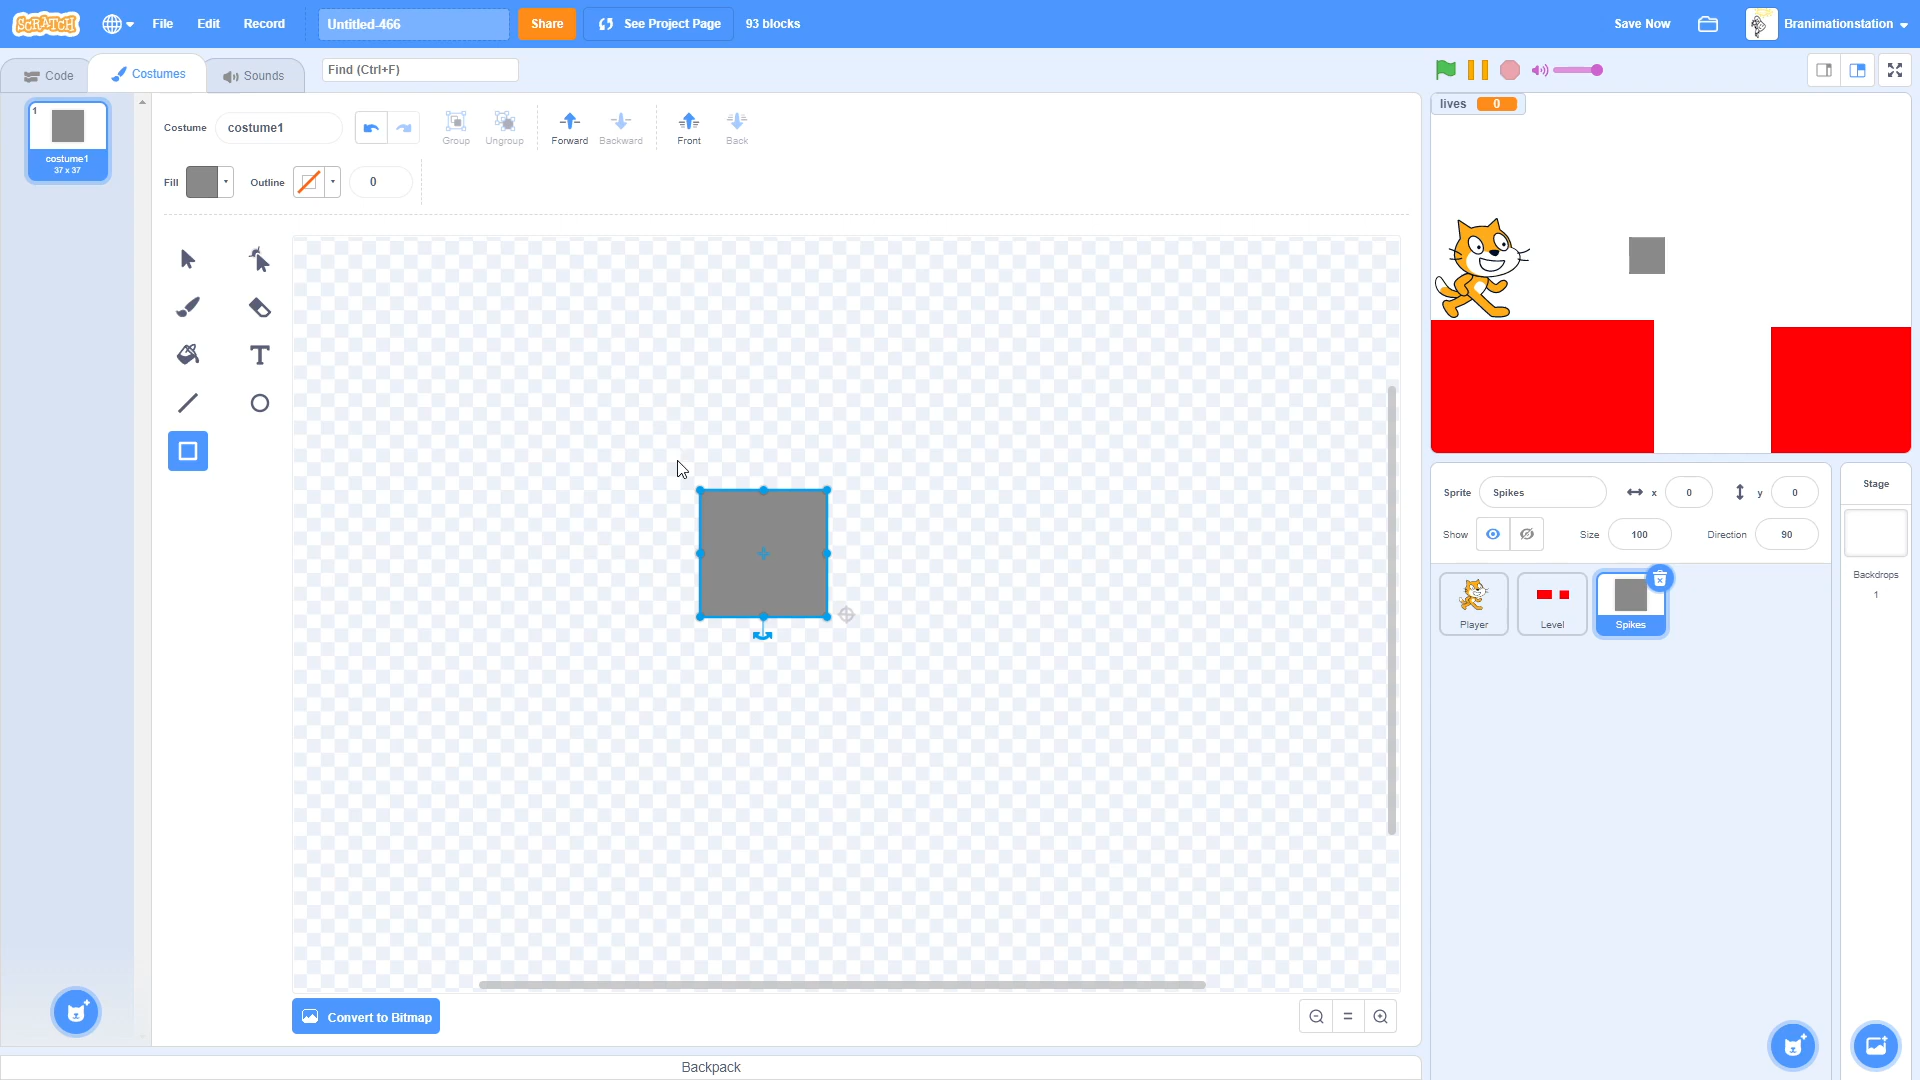 SCRATCH File Edit Record Untitled-466 Share See Project Page 93 blocks Save Now Branimationstation
Code Costumes Sounds Find (Ctrl+F)
lives 0
1
costume1
37 x 37
Costume costume1 Group Ungroup Forward Backward Front Back
Fill Outline 0
T
Sprite Spikes x 0 y 0
Show Size 100 Direction 90
Player Level Spikes
Stage
Backdrops
1
Convert to Bitmap
=
Backpack